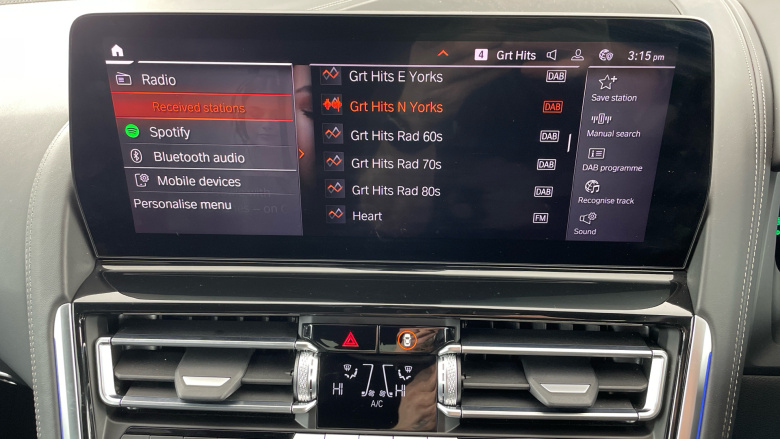 4 Grt Hits 3:15 pm
Radio
Received stations
Spotify
Bluetooth audio
Mobile devices
Personalise menu
Grt Hits E Yorks DAB
Grt Hits N Yorks DAB
Grt Hits Rad 60s DAB
Grt Hits Rad 70s DAB
Grt Hits Rad 80s DAB
Heart FM
Save station
Manual search
DAB programme
Recognise track
Sound
HI HI
A/C